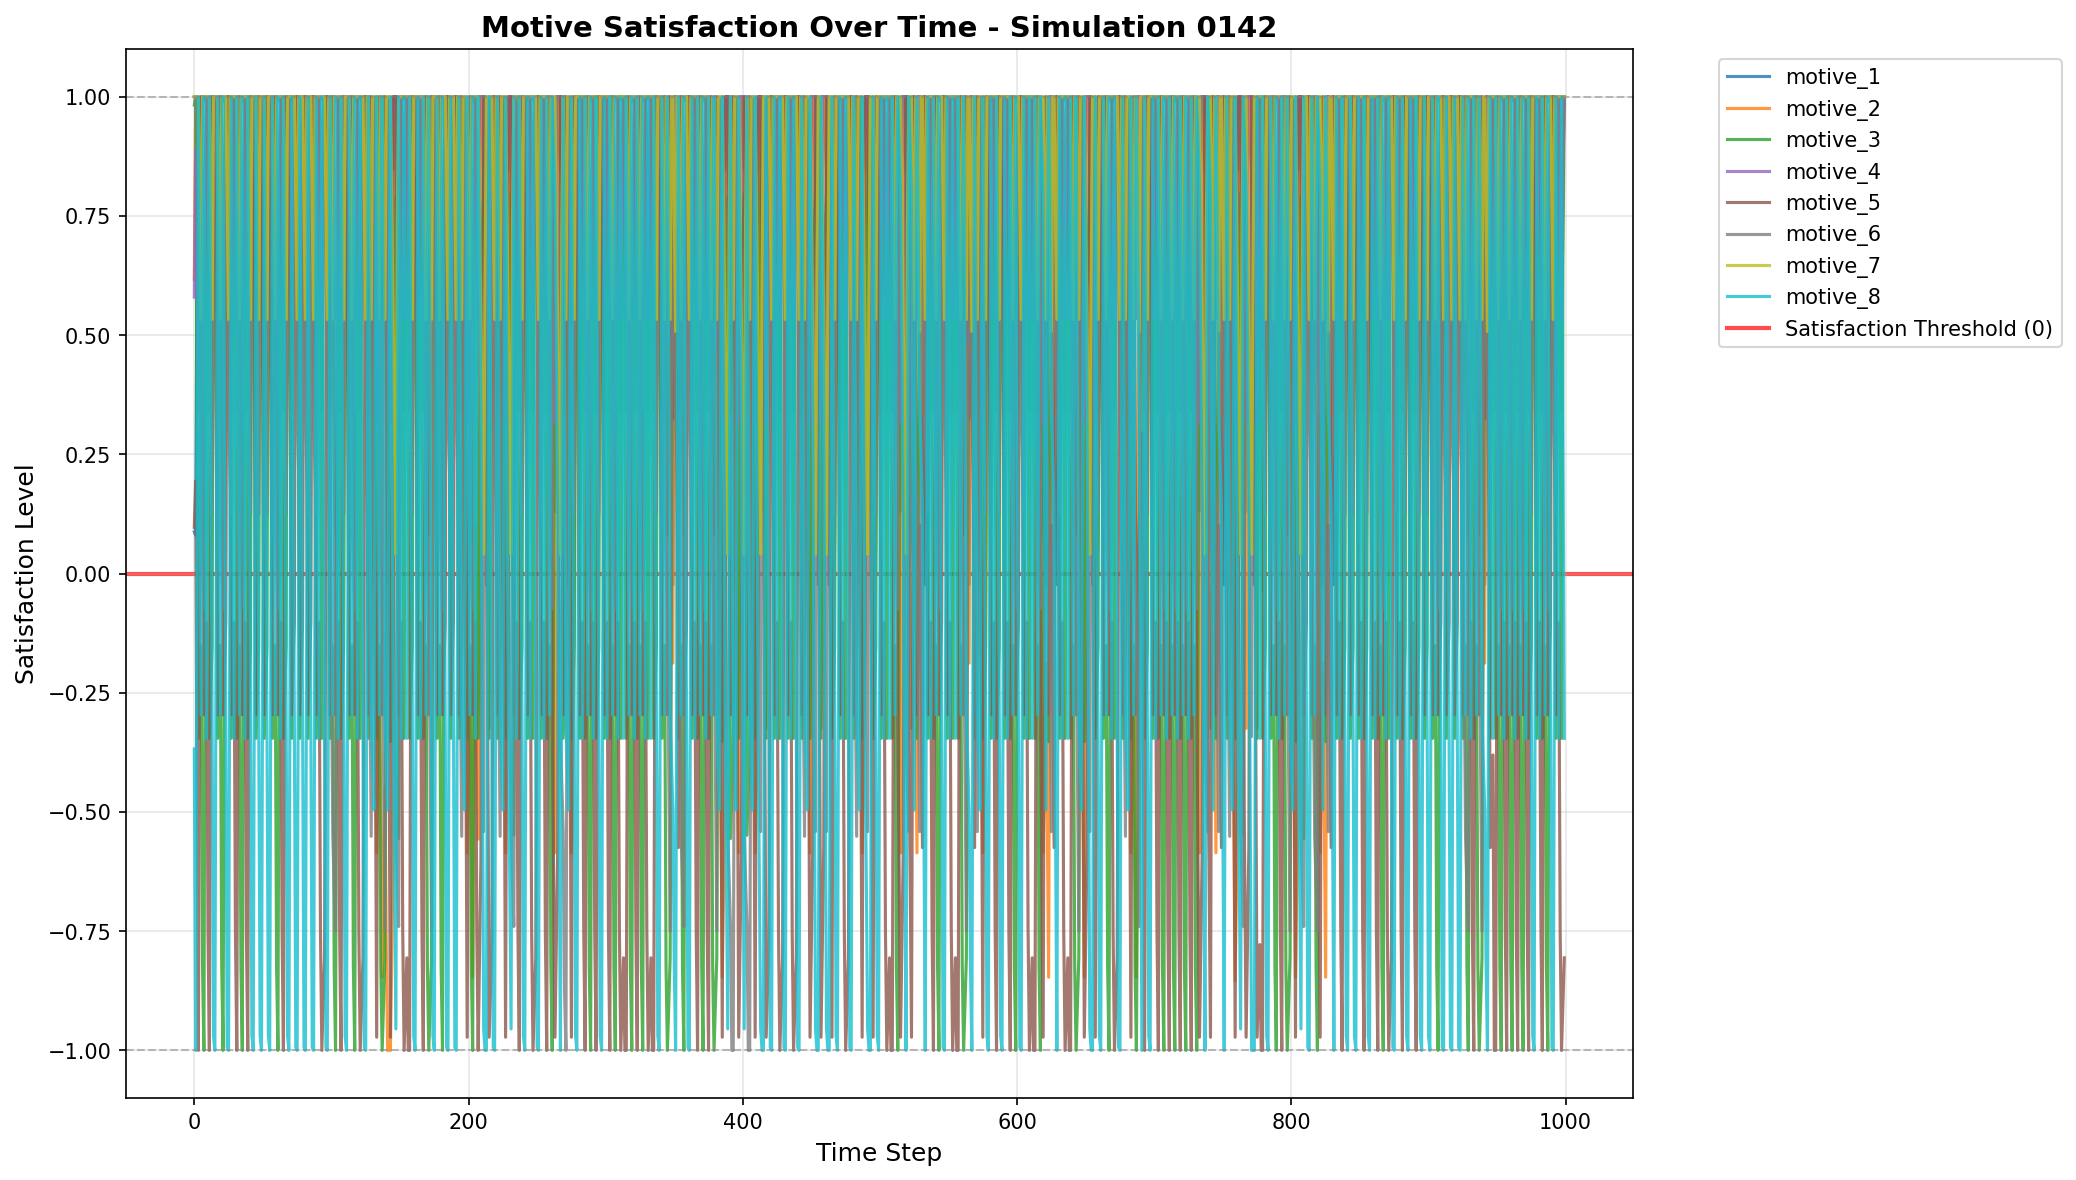 Motive Satisfaction Over Time - Simulation 0142
1.00
0.75
0.50
0.25
0.00
−0.25
−0.50
−0.75
−1.00
Satisfaction Level
0
200
400
600
800
1000
Time Step
motive_1
motive_2
motive_3
motive_4
motive_5
motive_6
motive_7
motive_8
Satisfaction Threshold (0)